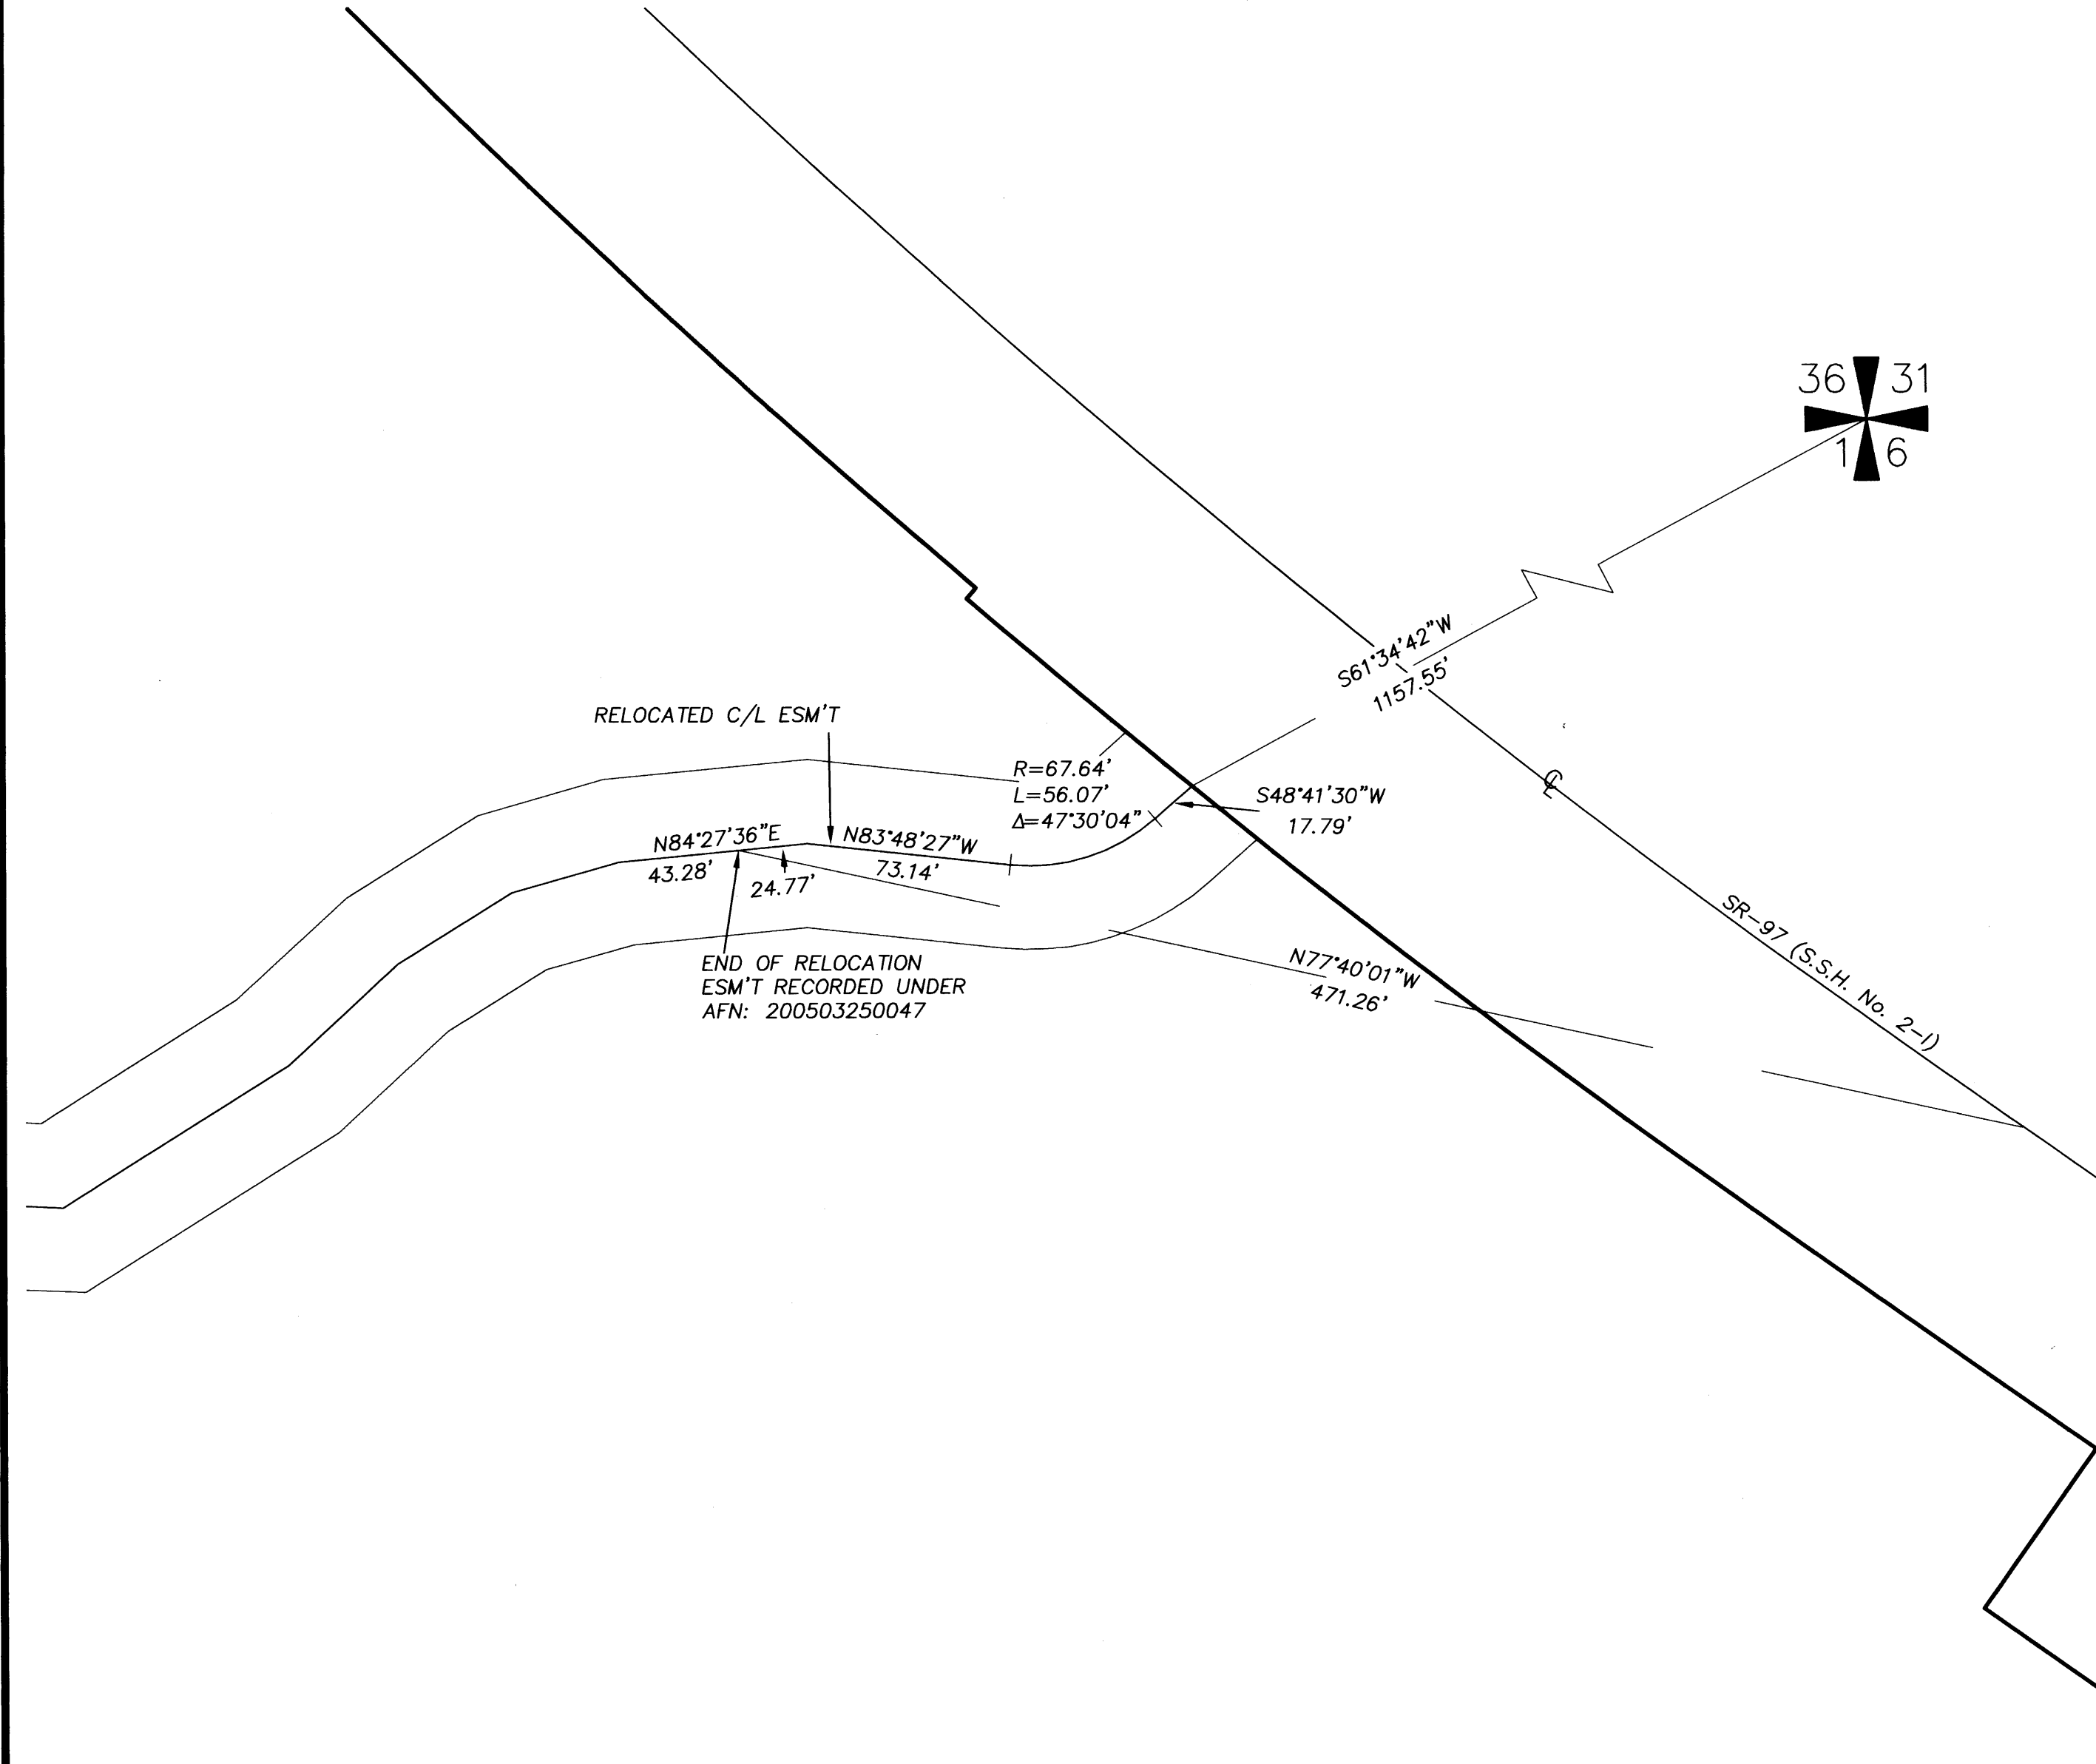 36 31
1 6
S61°34'42"W
1157.55'
RELOCATED C/L ESM'T
R=67.64'
L=56.07'
Δ=47°30'04"
S48°41'30"W
17.79'
℄
N84°27'36"E
43.28'
24.77'
N83°48'27"W
73.14'
SR-97 (S.S.H. No. 2-I)
END OF RELOCATION
ESM'T RECORDED UNDER
AFN: 200503250047
N77°40'01"W
471.26'